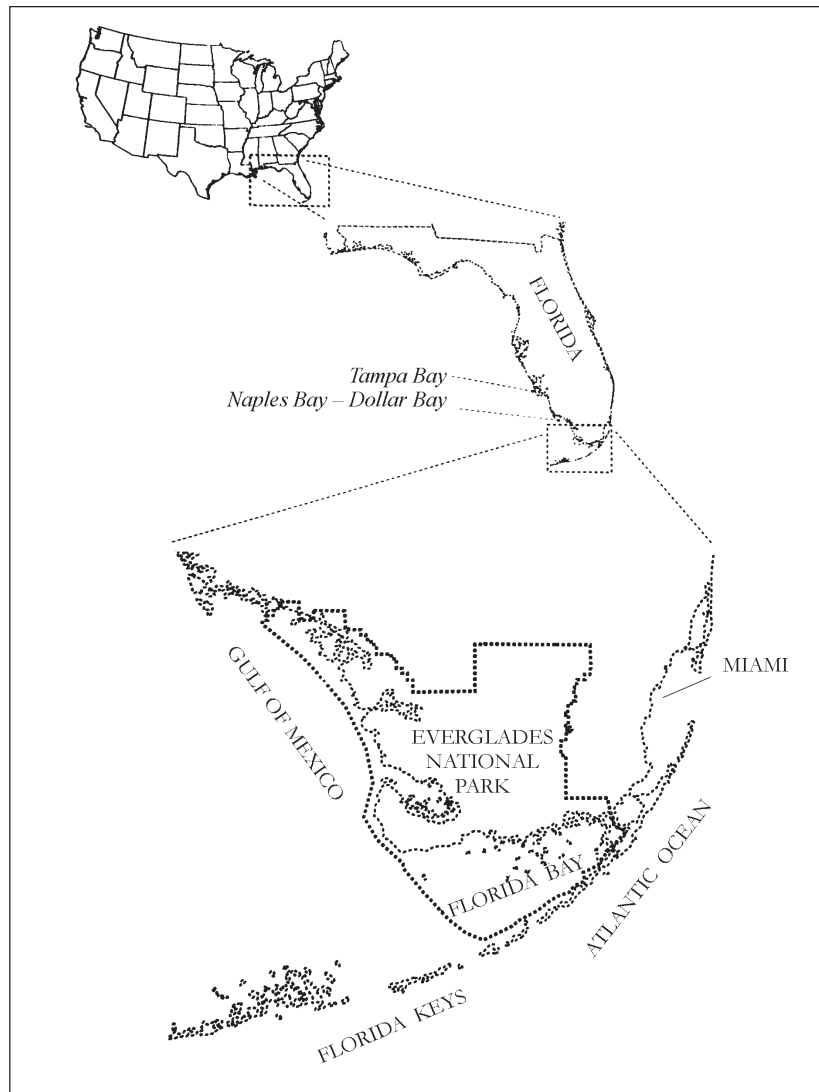 FLORIDA
Tampa Bay
Naples Bay – Dollar Bay
MIAMI
GULF OF MEXICO
EVERGLADES
NATIONAL
PARK
FLORIDA BAY
ATLANTIC OCEAN
FLORIDA KEYS